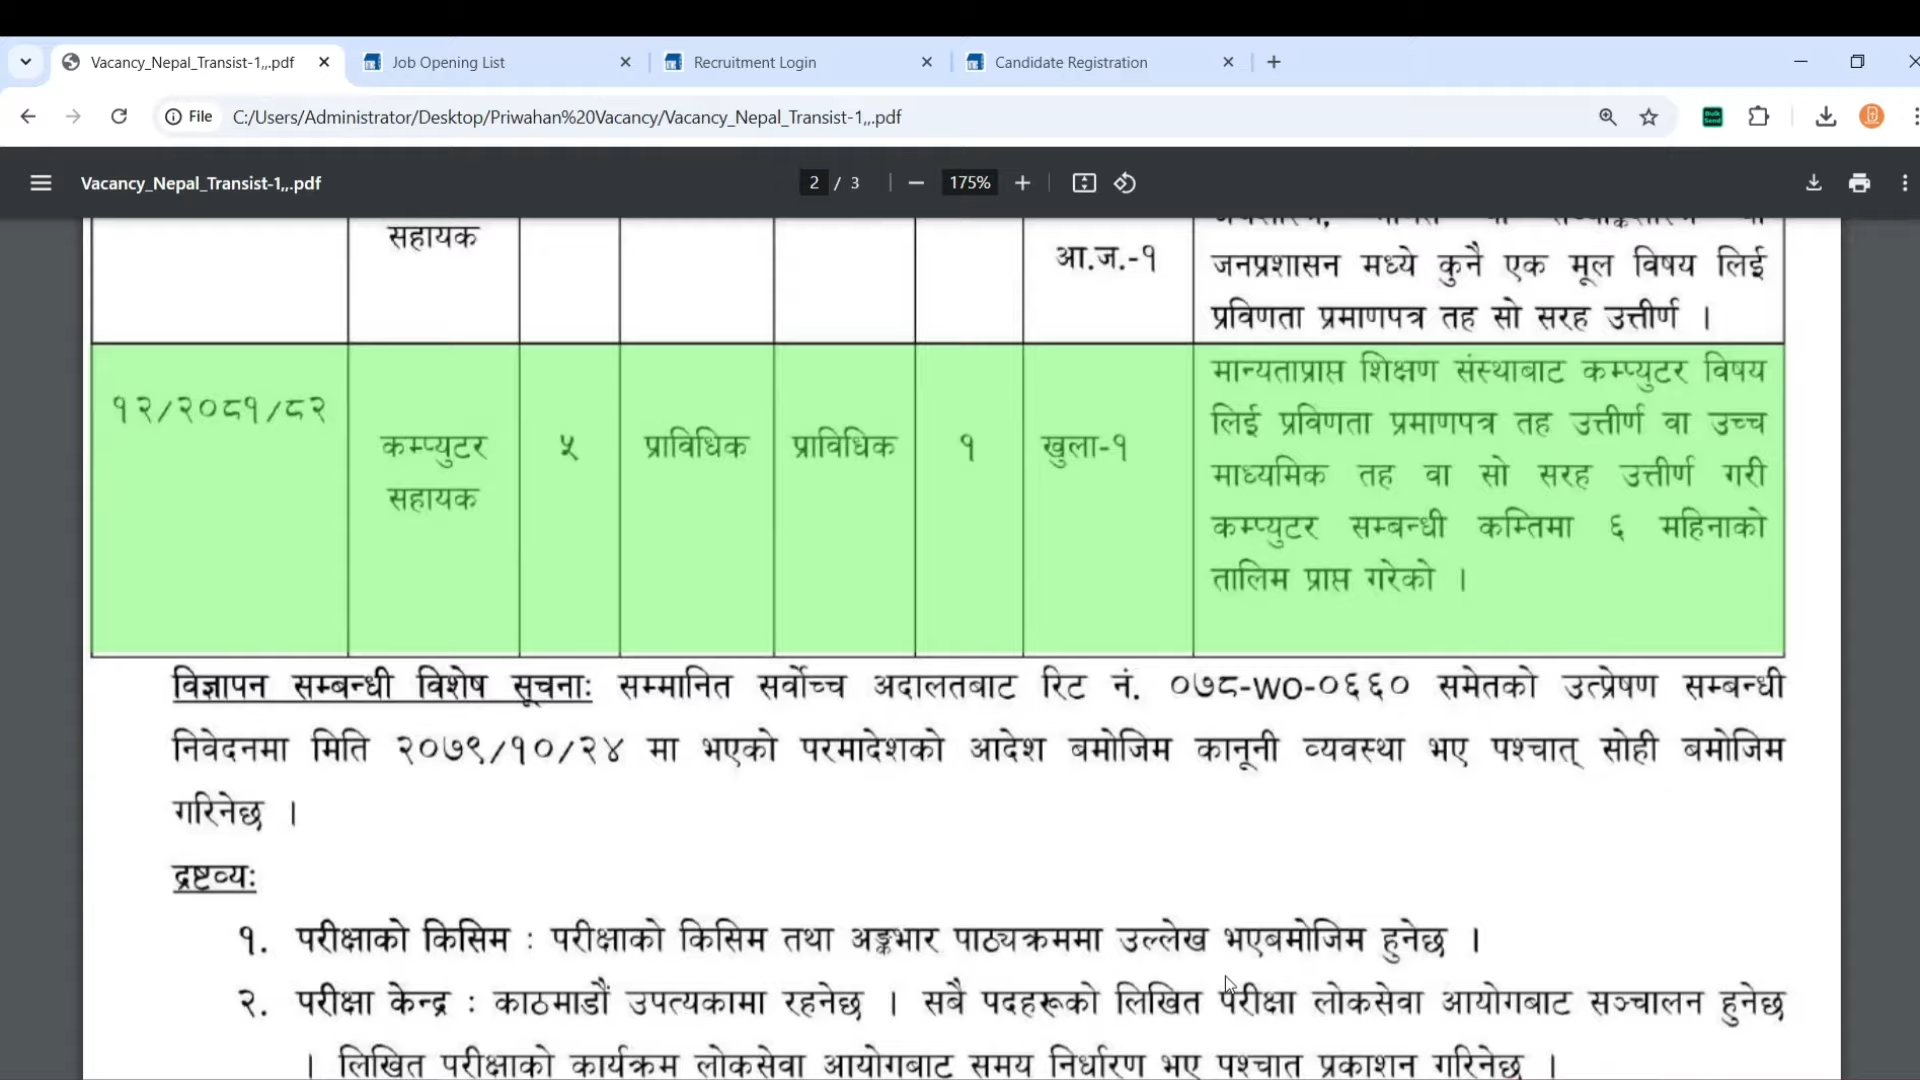 Vacancy_Nepal_Transist-1,,.pdf
Job Opening List
Recruitment Login
Candidate Registration
File
C:/Users/Administrator/Desktop/Priwahan%20Vacancy/Vacancy_Nepal_Transist-1,,.pdf
Vacancy_Nepal_Transist-1,,.pdf
2 / 3
175%
सहायक
आ.ज.-१
जनप्रशासन मध्ये कुनै एक मूल विषय लिई
प्रविणता प्रमाणपत्र तह सो सरह उत्तीर्ण ।
१२/२०८१/८२
कम्प्युटर
सहायक
५
प्राविधिक
प्राविधिक
१
खुला-१
मान्यताप्राप्त शिक्षण संस्थाबाट कम्प्युटर विषय
लिई प्रविणता प्रमाणपत्र तह उत्तीर्ण वा उच्च
माध्यमिक तह वा सो सरह उत्तीर्ण गरी
कम्प्युटर सम्बन्धी कम्तिमा ६ महिनाको
तालिम प्राप्त गरेको ।
विज्ञापन सम्बन्धी विशेष सूचनाः सम्मानित सर्वोच्च अदालतबाट रिट नं. ०७८-WO-०६६० समेतको उत्प्रेषण सम्बन्धी
निवेदनमा मिति २०७९/१०/२४ मा भएको परमादेशको आदेश बमोजिम कानूनी व्यवस्था भए पश्चात् सोही बमोजिम
गरिनेछ ।
द्रष्टव्यः
१. परीक्षाको किसिम : परीक्षाको किसिम तथा अङ्कभार पाठ्यक्रममा उल्लेख भएबमोजिम हुनेछ ।
२. परीक्षा केन्द्र : काठमाडौं उपत्यकामा रहनेछ । सबै पदहरूको लिखित परीक्षा लोकसेवा आयोगबाट सञ्चालन हुनेछ
। लिखित परीक्षाको कार्यक्रम लोकसेवा आयोगबाट समय निर्धारण भए पश्चात प्रकाशन गरिनेछ ।